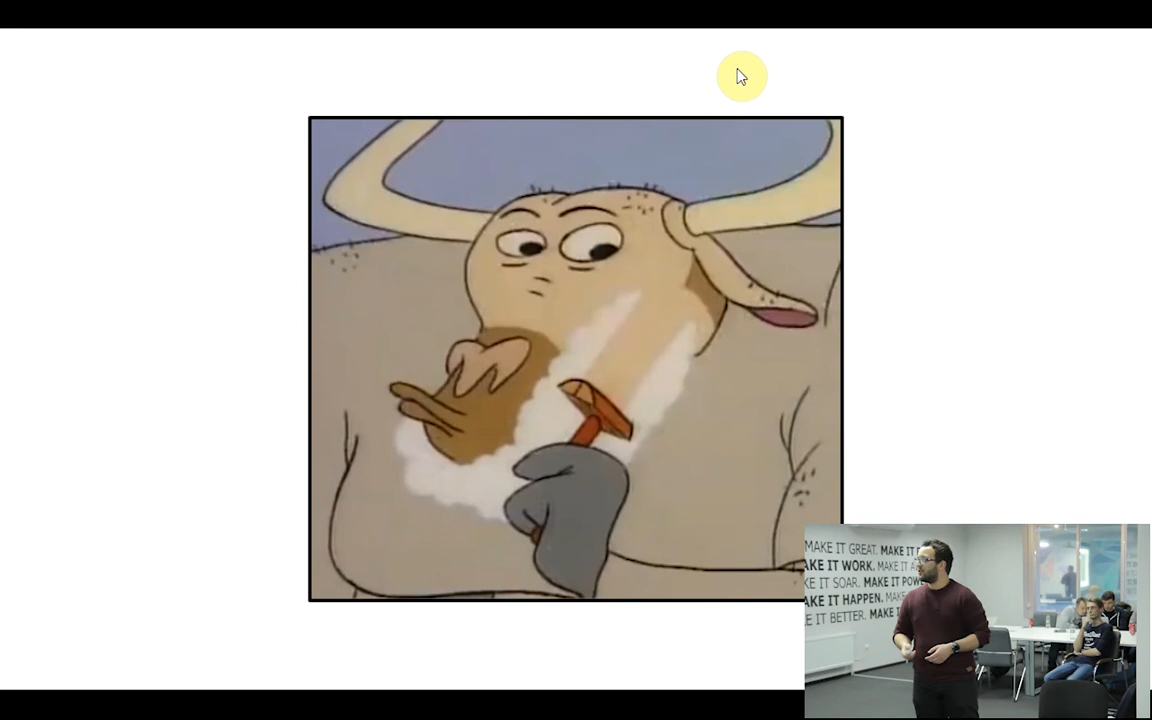 MAKE IT GREAT. MAKE IT
AKE IT WORK. MAKE IT
KE IT SOAR. MAKE IT POW
AKE IT HAPPEN. MAKE
E IT BETTER. MAKE I